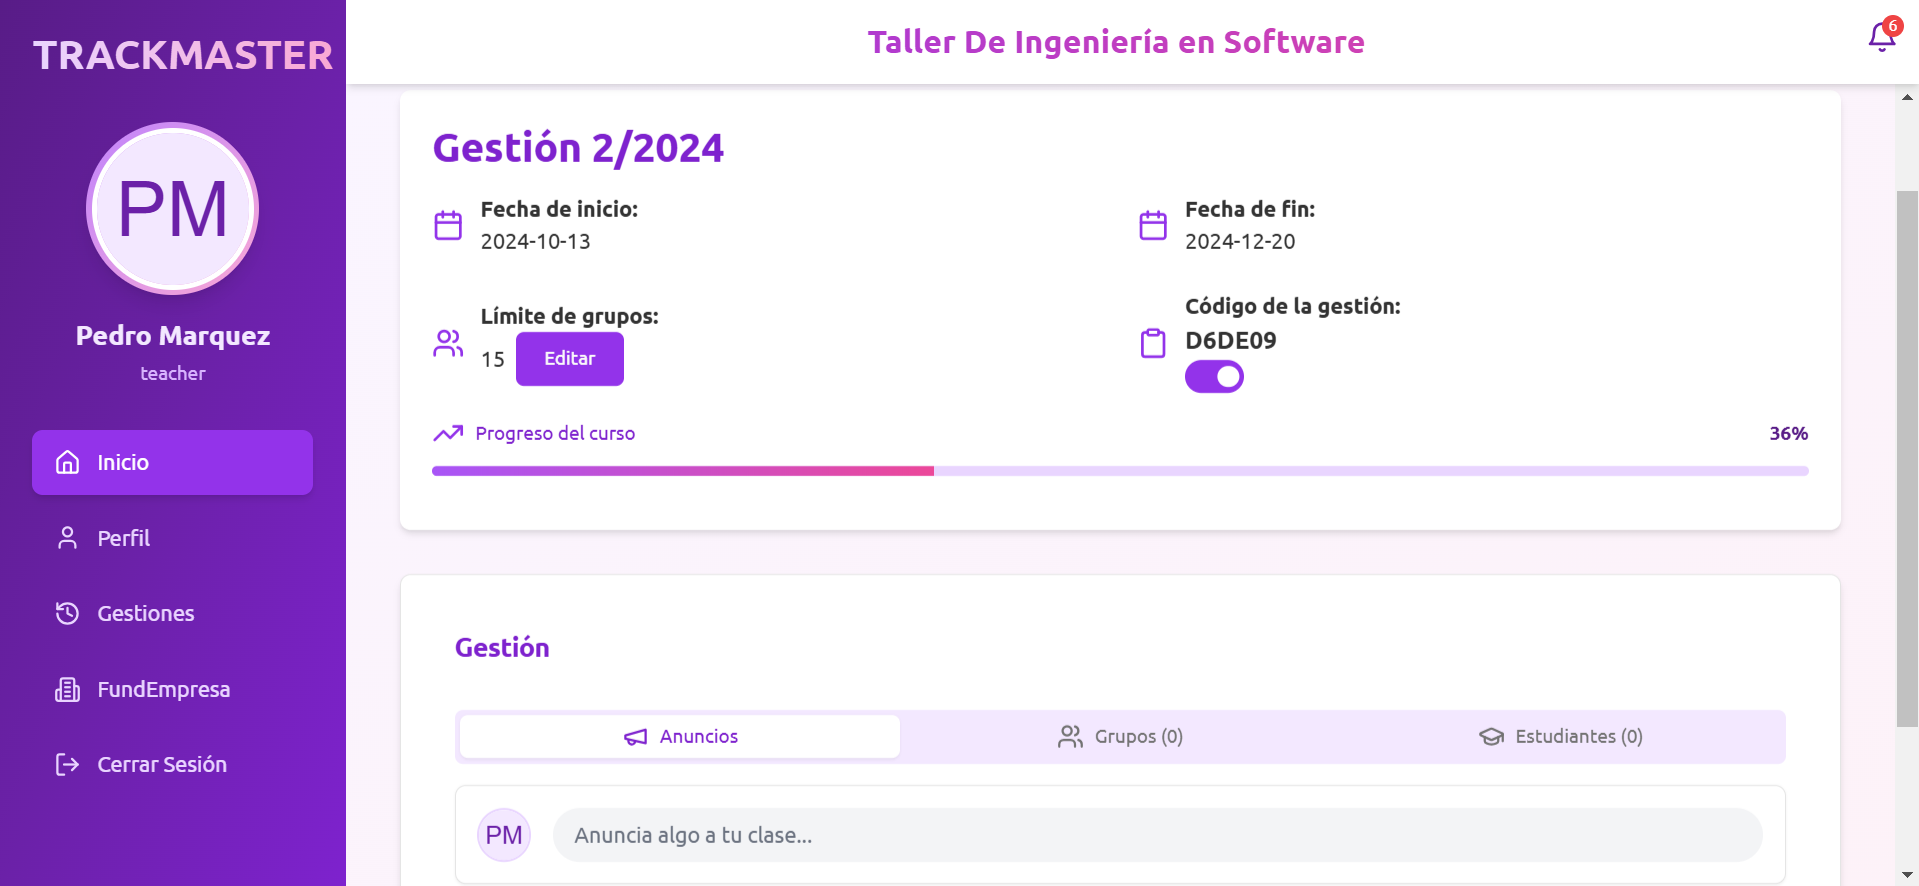 TRACKMASTER
PM
Pedro Marquez
teacher
Inicio
Perfil
Gestiones
FundEmpresa
Cerrar Sesión
Taller De Ingeniería en Software
6
Gestión 2/2024
Fecha de inicio:
2024-10-13
Fecha de fin:
2024-12-20
Límite de grupos:
15 Editar
Código de la gestión:
D6DE09
Progreso del curso 36%
Gestión
Anuncios Grupos (0) Estudiantes (0)
PM Anuncia algo a tu clase...